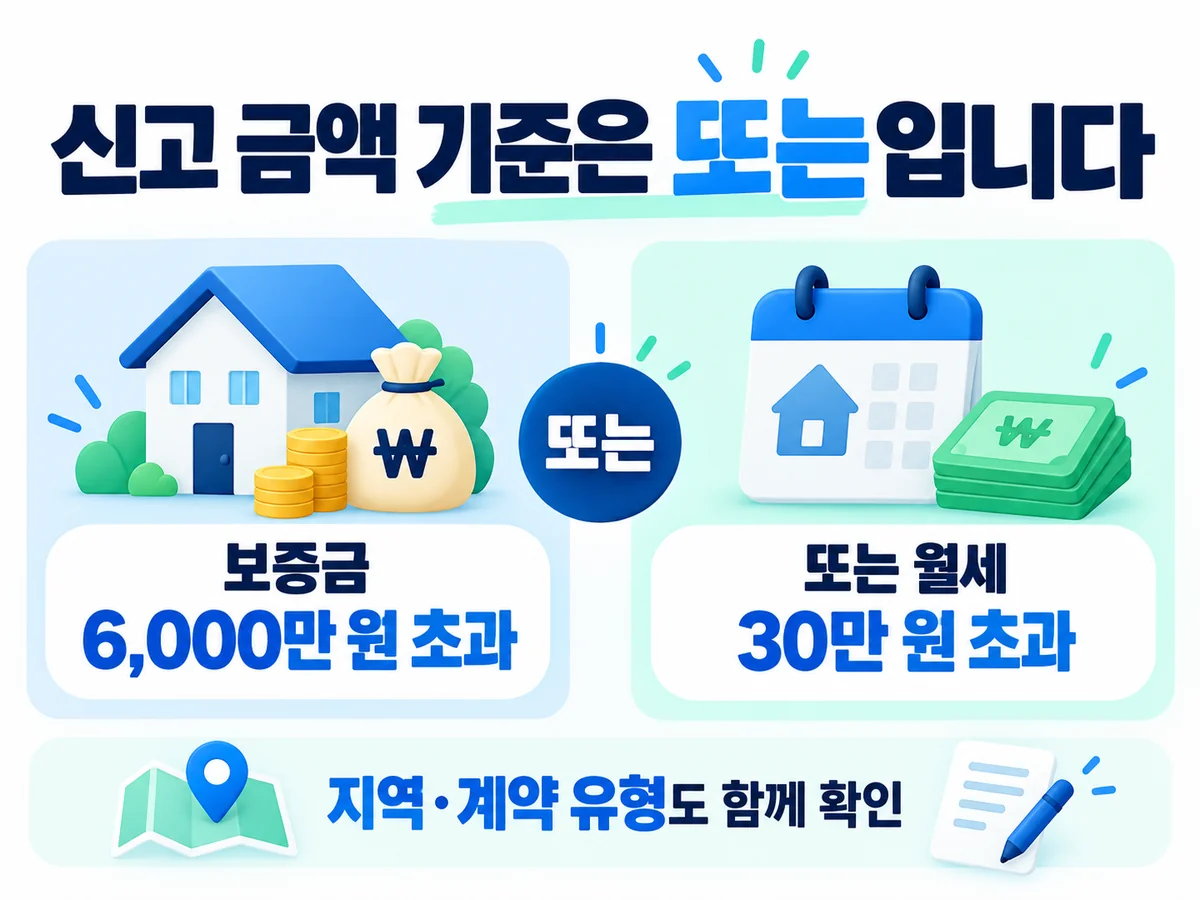 신고 금액 기준은 또는입니다
₩
또는
₩
보증금
6,000만 원 초과
또는 월세
30만 원 초과
지역·계약 유형도 함께 확인